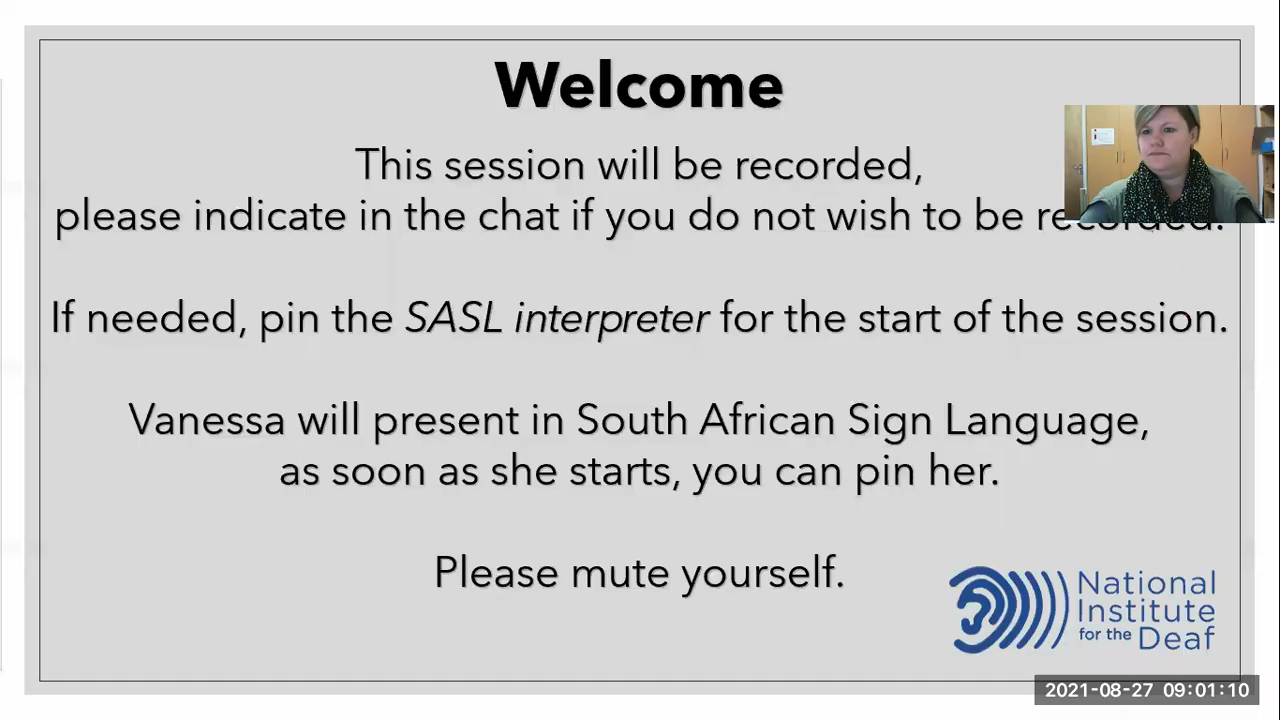 Welcome
This session will be recorded,
please indicate in the chat if you do not wish to be recorded.
If needed, pin the SASL interpreter for the start of the session.
Vanessa will present in South African Sign Language,
as soon as she starts, you can pin her.
Please mute yourself.
National
Institute
for the Deaf
2021-08-27 09:01:10